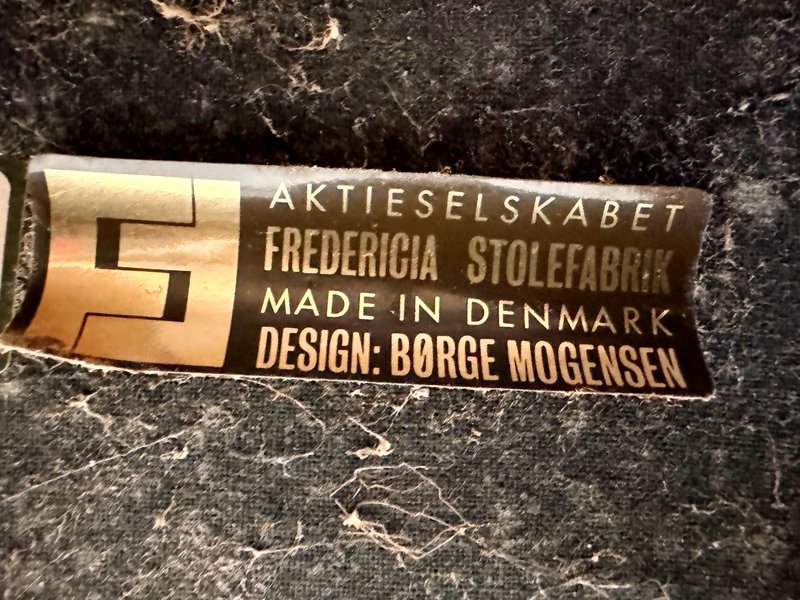 AKTIESELSKABET
FREDERICIA STOLEFABRIK
MADE IN DENMARK
DESIGN: BØRGE MOGENSEN